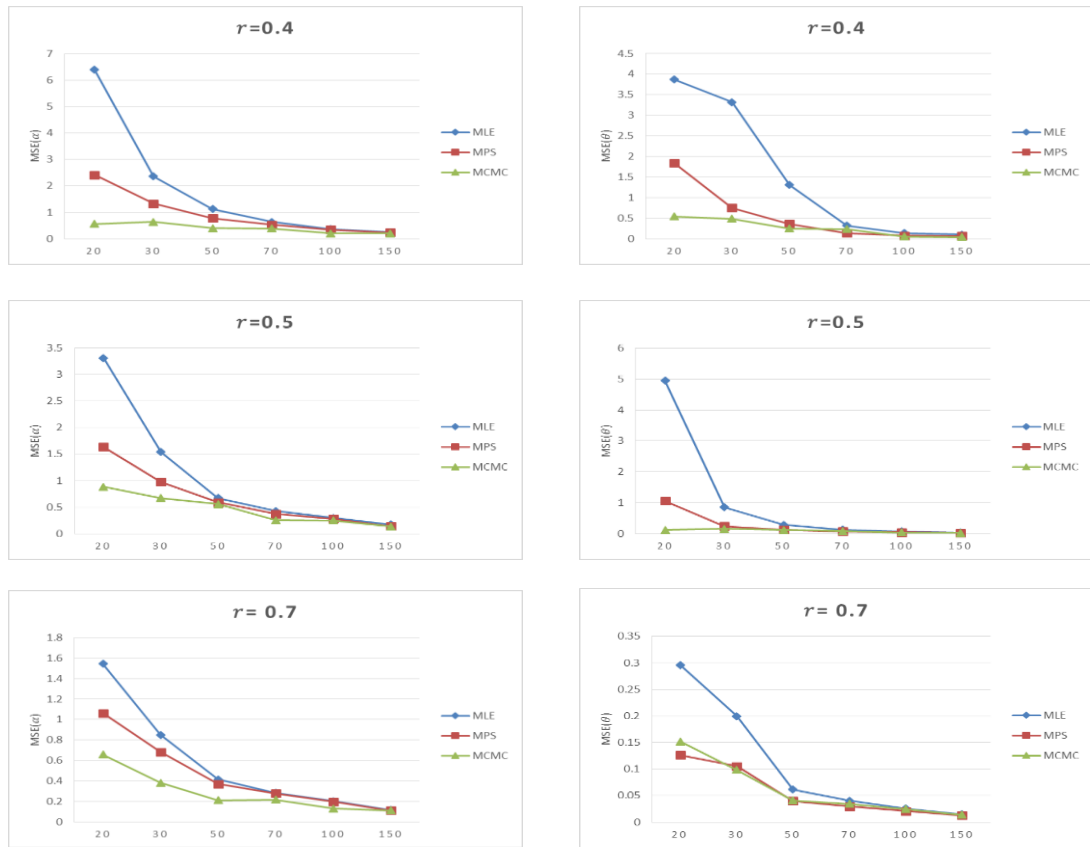 r=0.4
7
6
5
4
3
2
1
0
MSE(α)
20 30 50 70 100 150
MLE
MPS
MCMC
r=0.4
4.5
4
3.5
3
2.5
2
1.5
1
0.5
0
MSE(θ)
20 30 50 70 100 150
MLE
MPS
MCMC
r=0.5
3.5
3
2.5
2
1.5
1
0.5
0
MSE(α)
20 30 50 70 100 150
MLE
MPS
MCMC
r=0.5
6
5
4
3
2
1
0
MSE(θ)
20 30 50 70 100 150
MLE
MPS
MCMC
r= 0.7
1.8
1.6
1.4
1.2
1
0.8
0.6
0.4
0.2
0
MSE(α)
20 30 50 70 100 150
MLE
MPS
MCMC
r= 0.7
0.35
0.3
0.25
0.2
0.15
0.1
0.05
0
MSE(θ)
20 30 50 70 100 150
MLE
MPS
MCMC